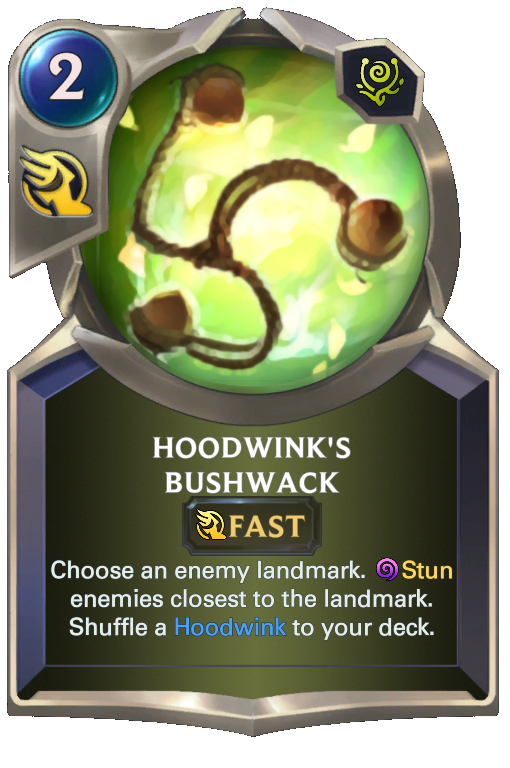 2
HOODWINK'S
BUSHWACK
FAST
Choose an enemy landmark. Stun
enemies closest to the landmark.
Shuffle a Hoodwink to your deck.